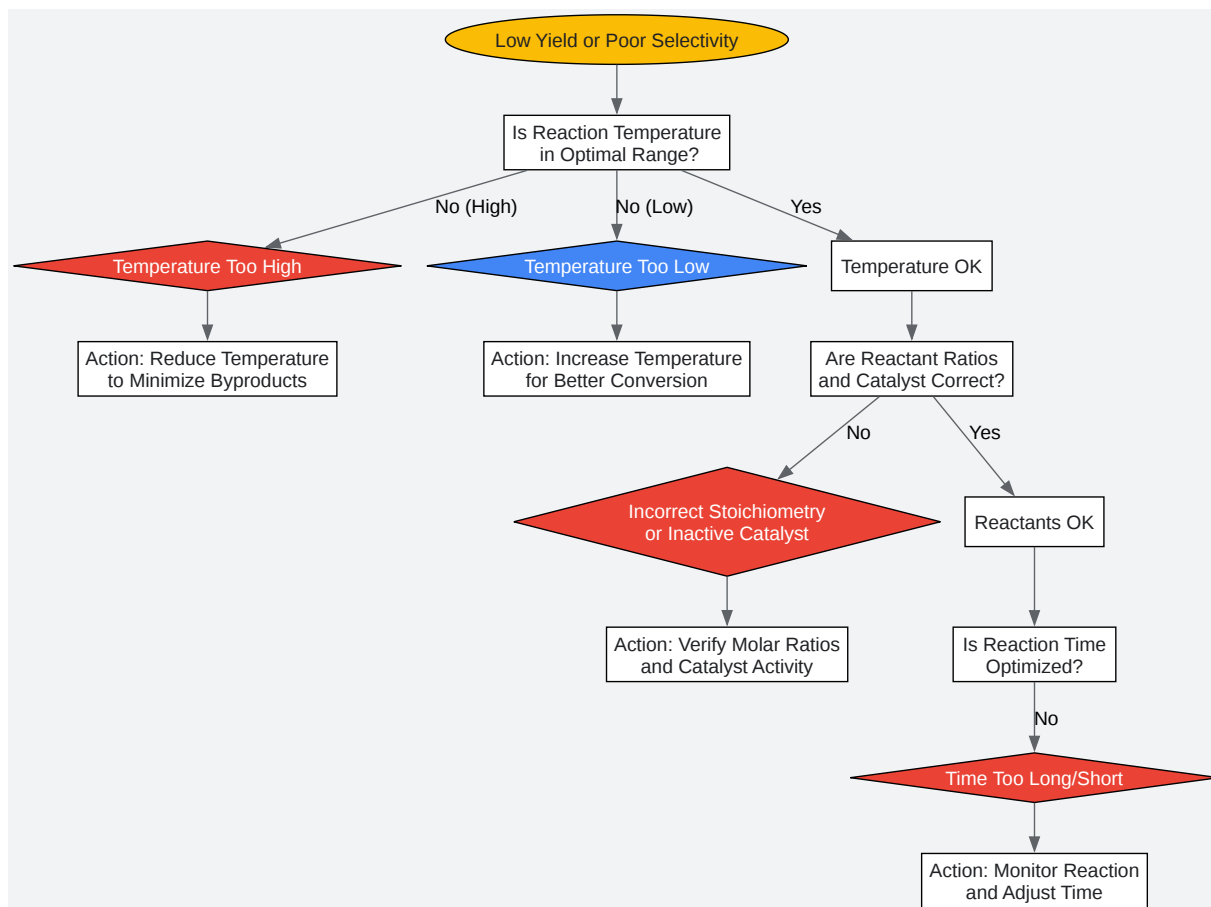 Low Yield or Poor Selectivity
Is Reaction Temperature
in Optimal Range?
No (High)
No (Low)
Yes
Temperature Too High
Temperature Too Low
Temperature OK
Action: Reduce Temperature
to Minimize Byproducts
Action: Increase Temperature
for Better Conversion
Are Reactant Ratios
and Catalyst Correct?
No
Yes
Incorrect Stoichiometry
or Inactive Catalyst
Reactants OK
Action: Verify Molar Ratios
and Catalyst Activity
Is Reaction Time
Optimized?
No
Time Too Long/Short
Action: Monitor Reaction
and Adjust Time